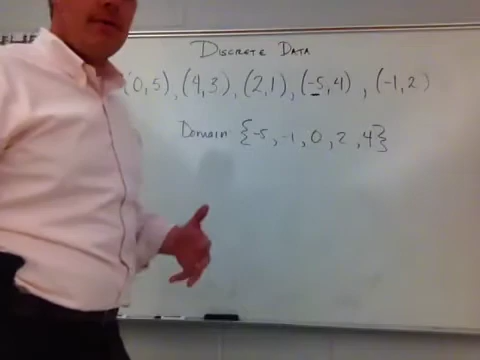 Discrete Data
(0,5), (4,3), (2,1), (-5,4), (-1,2)
Domain: {-5, -1, 0, 2, 4}